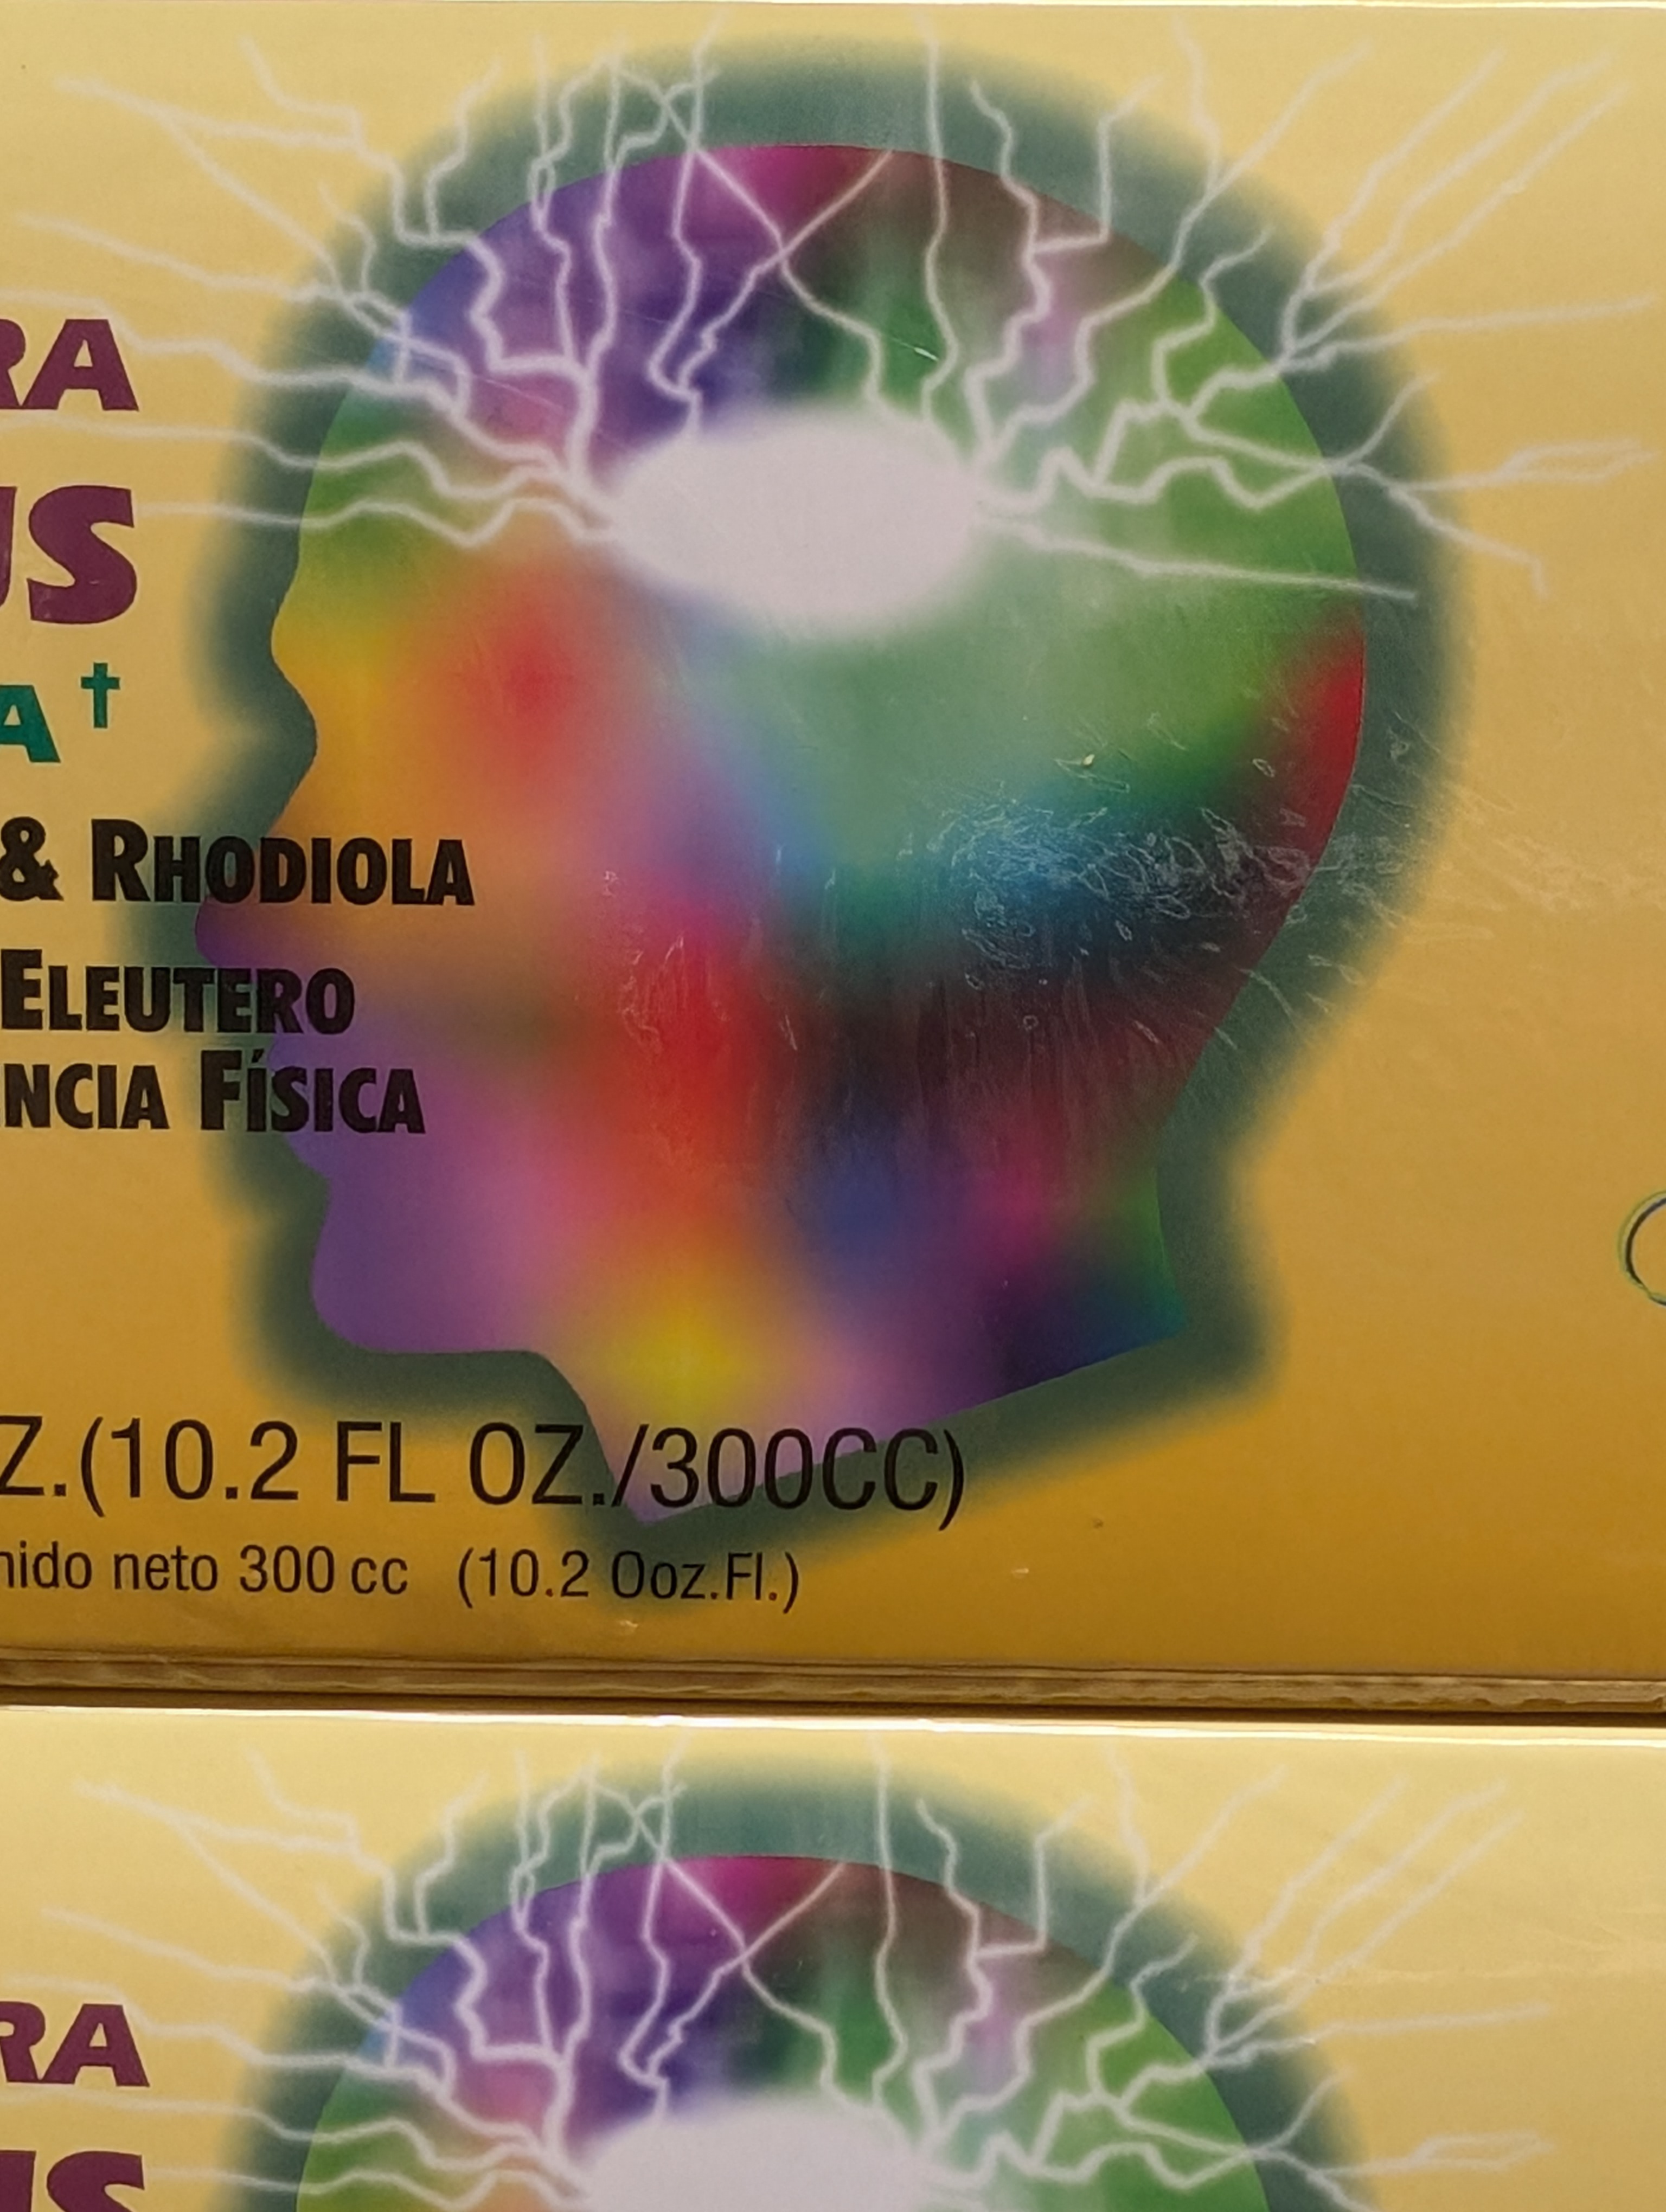 RA
US
A†
& RHODIOLA
ELEUTERO
NCIA FÍSICA
Z.(10.2 FL OZ./300CC)
nido neto 300 cc (10.2 Ooz.Fl.)
RA
US